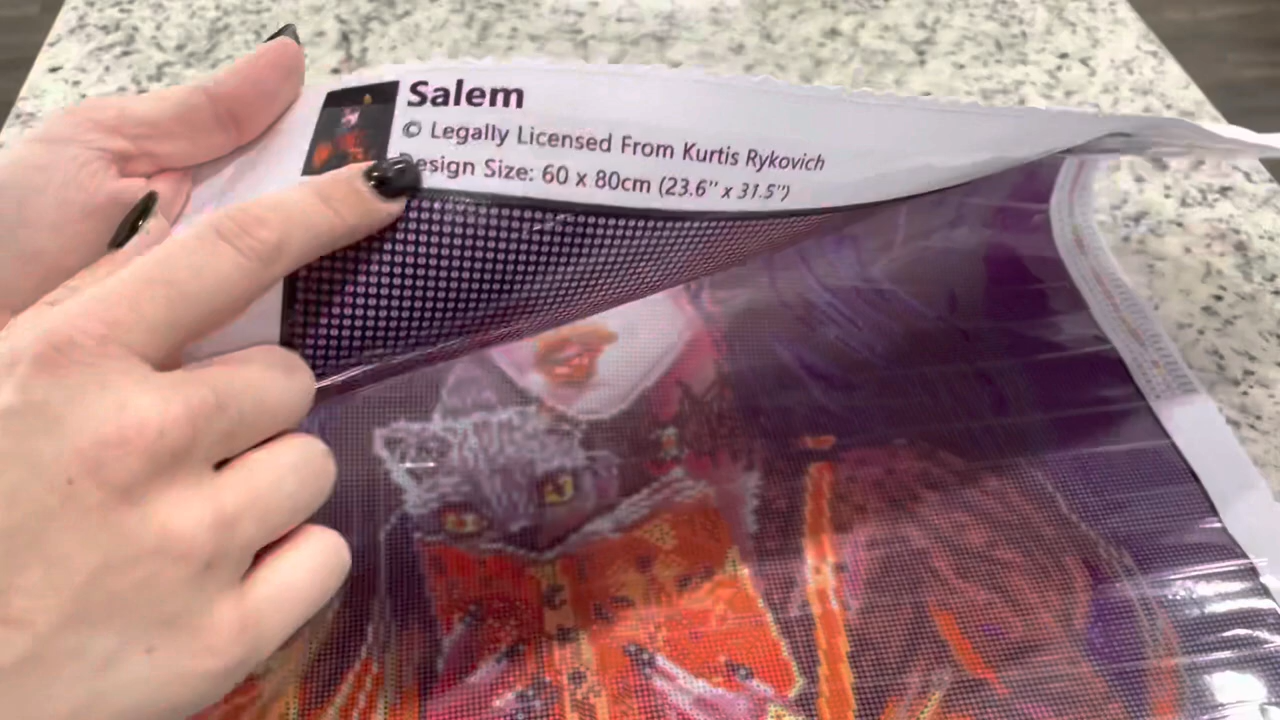 Salem
© Legally Licensed From Kurtis Rykovich
Design Size: 60 x 80cm (23.6" x 31.5")